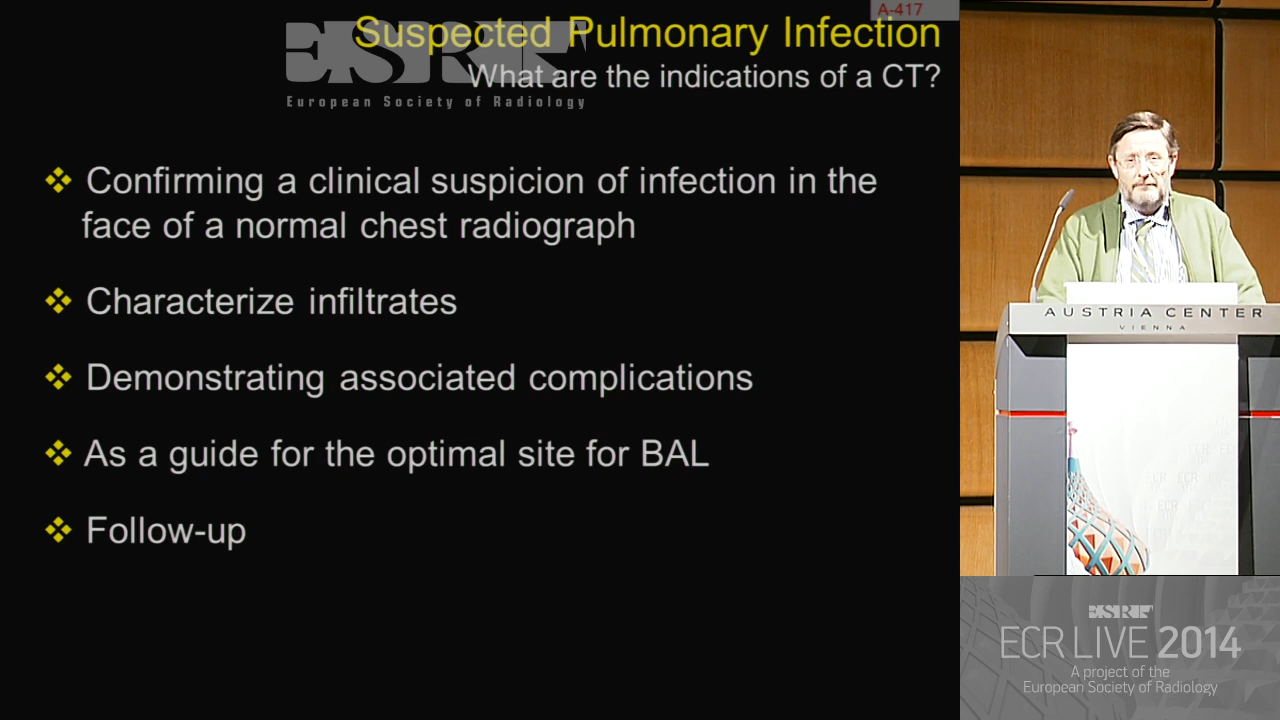 A-417
Suspected Pulmonary Infection
What are the indications of a CT?
European Society of Radiology
❖ Confirming a clinical suspicion of infection in the
face of a normal chest radiograph
❖ Characterize infiltrates
❖ Demonstrating associated complications
❖ As a guide for the optimal site for BAL
❖ Follow-up
AUSTRIA CENTER
VIENNA
ECR LIVE 2014
A project of the
European Society of Radiology